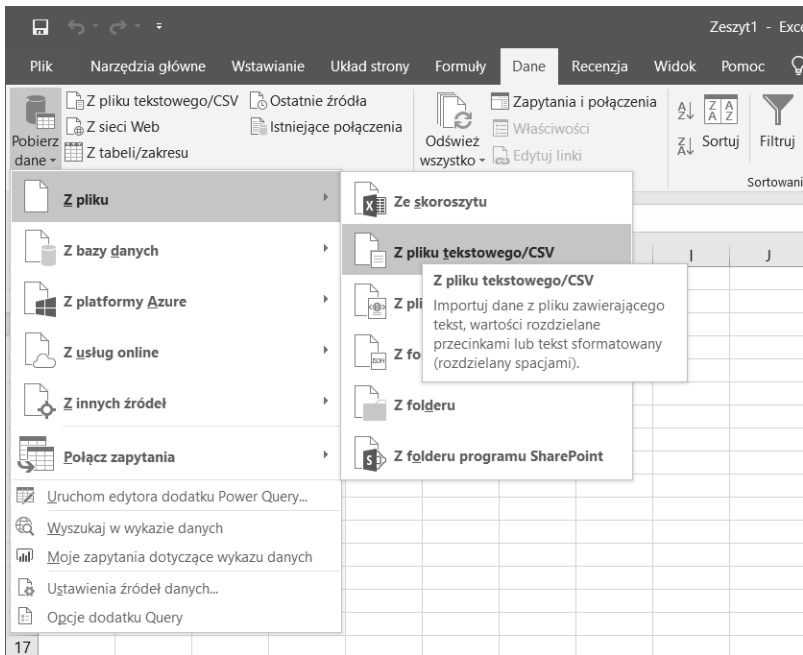 Zeszyt1 - Exce
Plik Narzędzia główne Wstawianie Układ strony Formuły Dane Recenzja Widok Pomoc
Pobierz dane
Z pliku tekstowego/CSV
Z sieci Web
Z tabeli/zakresu
Ostatnie źródła
Istniejące połączenia
Odśwież
wszystko
Zapytania i połączenia
Właściwości
Edytuj linki
Sortuj
Filtruj
Sortowani
Z pliku
Z bazy danych
Z platformy Azure
Z usług online
Z innych źródeł
Połącz zapytania
Uruchom edytora dodatku Power Query...
Wyszukaj w wykazie danych
Moje zapytania dotyczące wykazu danych
Ustawienia źródeł danych...
Opcje dodatku Query
Ze skoroszytu
Z pliku tekstowego/CSV
Z pli
Z fo
Z folderu
Z folderu programu SharePoint
Z pliku tekstowego/CSV
Importuj dane z pliku zawierającego
tekst, wartości rozdzielane
przecinkami lub tekst sformatowany
(rozdzielany spacjami).
I J
17